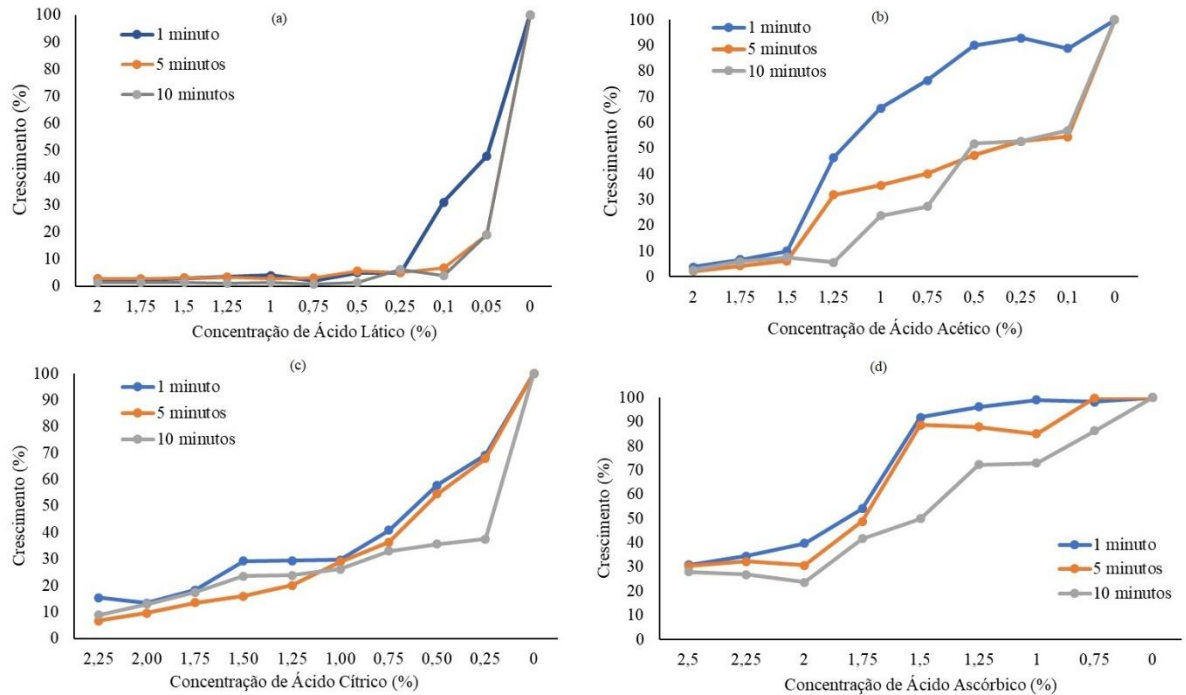 (a)
Crescimento (%)
100
90
80
70
60
50
40
30
20
10
0
1 minuto
5 minutos
10 minutos
2 1,75 1,5 1,25 1 0,75 0,5 0,25 0,1 0,05 0
Concentração de Ácido Lático (%)
(b)
Crescimento (%)
100
90
80
70
60
50
40
30
20
10
0
1 minuto
5 minutos
10 minutos
2 1,75 1,5 1,25 1 0,75 0,5 0,25 0,1 0
Concentração de Ácido Acético (%)
(c)
Crescimento (%)
100
90
80
70
60
50
40
30
20
10
0
1 minuto
5 minutos
10 minutos
2,25 2,00 1,75 1,50 1,25 1,00 0,75 0,50 0,25 0
Concentração de Ácido Cítrico (%)
(d)
Crescimento (%)
100
90
80
70
60
50
40
30
20
10
0
1 minuto
5 minutos
10 minutos
2,5 2,25 2 1,75 1,5 1,25 1 0,75 0
Concentração de Ácido Ascórbico (%)